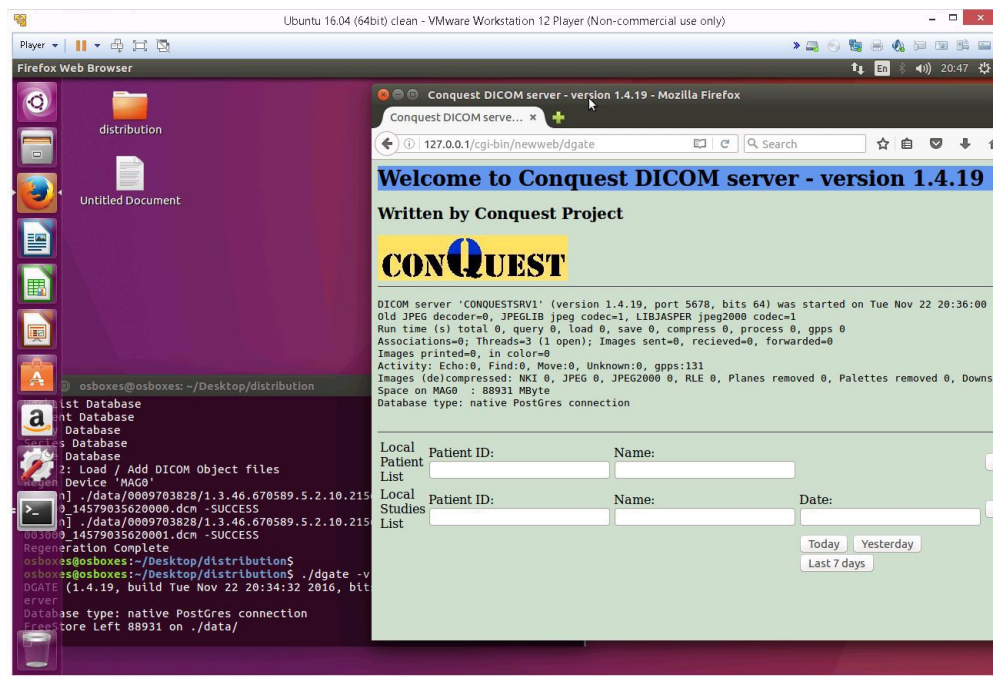 Ubuntu 16.04 (64bit) clean - VMware Workstation 12 Player (Non-commercial use only)
Player
Firefox Web Browser
En
20:47
distribution
Untitled Document
Conquest DICOM server - version 1.4.19 - Mozilla Firefox
Conquest DICOM serve...
127.0.0.1/cgi-bin/newweb/dgate
Search
Welcome to Conquest DICOM server - version 1.4.19
Written by Conquest Project
CONQUEST
DICOM server 'CONQUESTSRV1' (version 1.4.19, port 5678, bits 64) was started on Tue Nov 22 20:36:00
Old JPEG decoder=0, JPEGLIB jpeg codec=1, LIBJASPER jpeg2000 codec=1
Run time (s) total 0, query 0, load 0, save 0, compress 0, process 0, gpps 0
Associations=0; Threads=3 (1 open); Images sent=0, recieved=0, forwarded=0
Images printed=0, in color=0
Activity: Echo:0, Find:0, Move:0, Unknown:0, gpps:131
Images (de)compressed: NKI 0, JPEG 0, JPEG2000 0, RLE 0, Planes removed 0, Palettes removed 0, Downs
Space on MAG0 : 88931 MByte
Database type: native PostGres connection
Local Patient List
Patient ID:
Name:
Local Studies List
Patient ID:
Name:
Date:
Today
Yesterday
Last 7 days
osboxes@osboxes: ~/Desktop/distribution
ist Database
nt Database
Database
Series Database
Database
2: Load / Add DICOM Object files
Regen Device 'MAG0'
n] ./data/0009703828/1.3.46.670589.5.2.10.215
0_14579035620000.dcm -SUCCESS
n] ./data/0009703828/1.3.46.670589.5.2.10.215
003000_14579035620001.dcm -SUCCESS
Regeneration Complete
osboxes@osboxes:~/Desktop/distribution$
osboxes@osboxes:~/Desktop/distribution$ ./dgate -v
DGATE (1.4.19, build Tue Nov 22 20:34:32 2016, bit
erver
Database type: native PostGres connection
FreeStore Left 88931 on ./data/